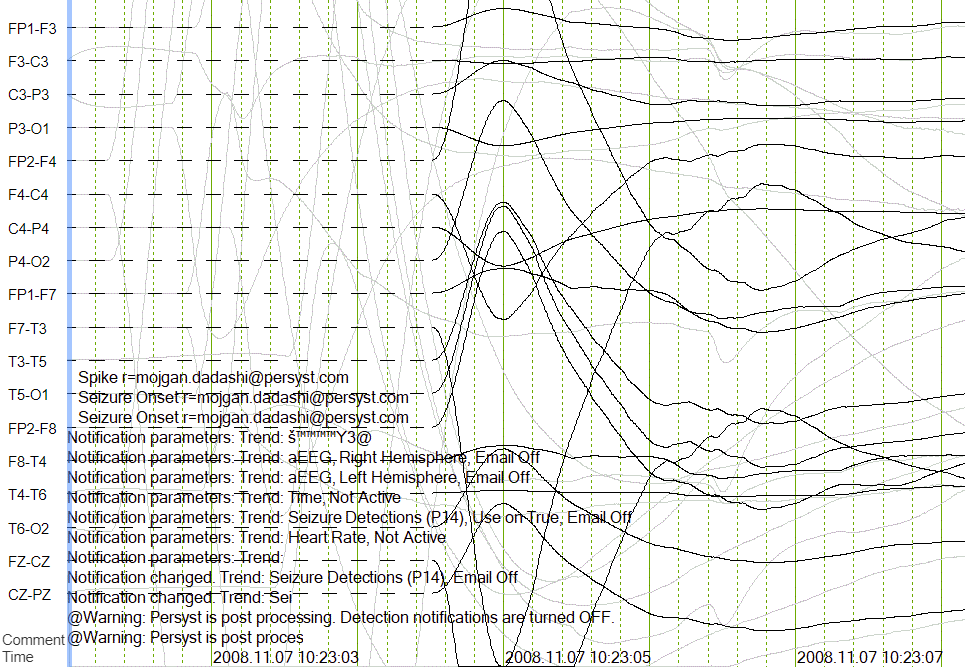 FP1-F3
F3-C3
C3-P3
P3-O1
FP2-F4
F4-C4
C4-P4
P4-O2
FP1-F7
F7-T3
T3-T5
T5-O1
FP2-F8
F8-T4
T4-T6
T6-O2
FZ-CZ
CZ-PZ
Spike r=mojgan.dadashi@persyst.com
Seizure Onset r=mojgan.dadashi@persyst.com
Seizure Onset r=mojgan.dadashi@persyst.com
Notification parameters: Trend: š™™™™Y3@
Notification parameters: Trend: aEEG, Right Hemisphere, Email Off
Notification parameters: Trend: aEEG, Left Hemisphere, Email Off
Notification parameters: Trend: Time, Not Active
Notification parameters: Trend: Seizure Detections (P14), Use on True, Email Off
Notification parameters: Trend: Heart Rate, Not Active
Notification parameters: Trend:
Notification changed. Trend: Seizure Detections (P14), Email Off
Notification changed. Trend: Sei
@Warning: Persyst is post processing. Detection notifications are turned OFF.
Comment @Warning: Persyst is post proces
Time 2008.11.07 10:23:03 2008.11.07 10:23:05 2008.11.07 10:23:07